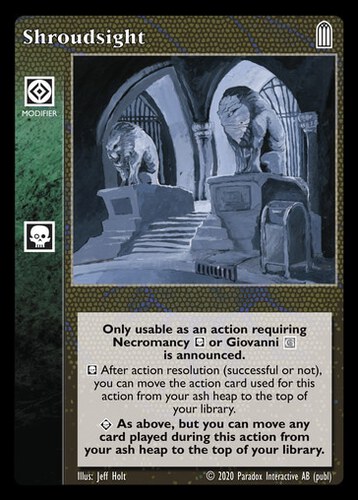 Shroudsight
MODIFIER
Only usable as an action requiring
Necromancy or Giovanni
is announced.
After action resolution (successful or not),
you can move the action card used for this
action from your ash heap to the top of
your library.
As above, but you can move any
card played during this action from
your ash heap to the top of your library.
Illus: Jeff Holt © 2020 Paradox Interactive AB (publ)